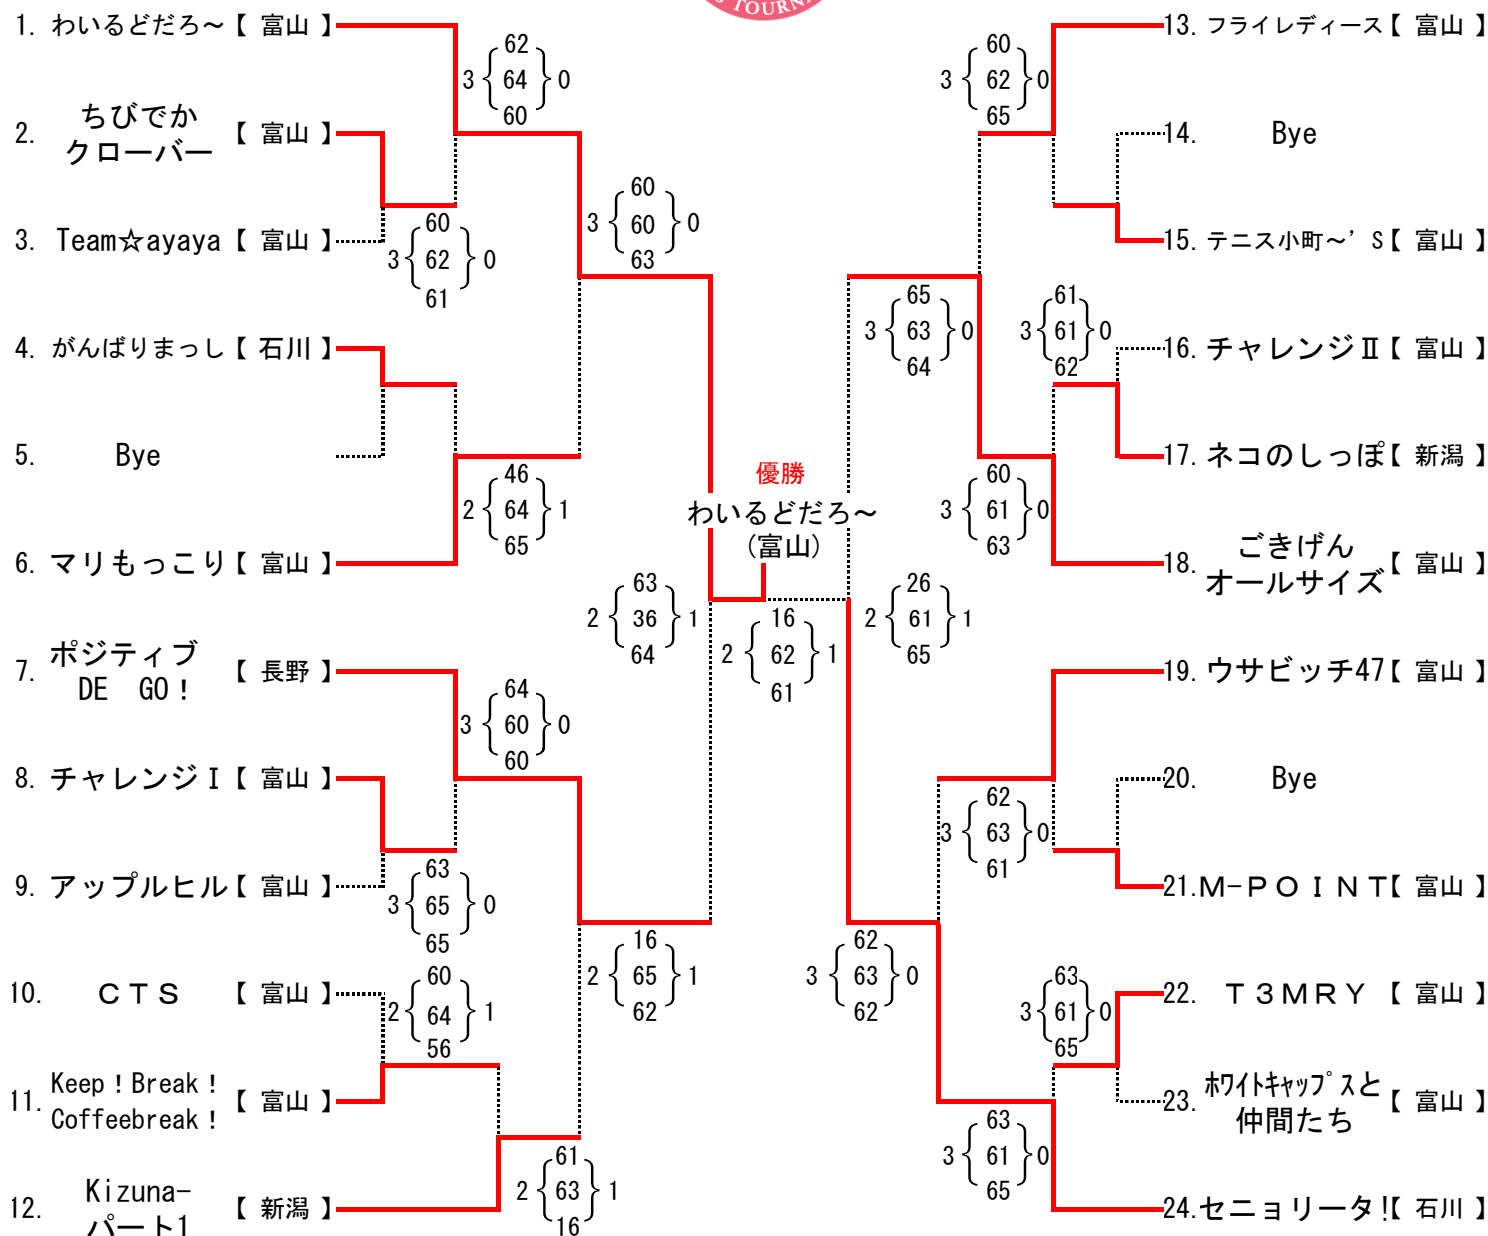 S TOURNA
1. わいるどだろ～【 富山 】
62
3 64 0
60
2. ちびでか
クローバー 【 富山 】
3. Team☆ayaya【 富山 】
60
3 62 0
61
60
3 60 0
63
4. がんばりまっし【 石川 】
5. Bye
46
2 64 1
65
6. マリもっこり【 富山 】
63
2 36 1
64
7. ポジティブ
DE GO！ 【 長野 】
64
3 60 0
60
8. チャレンジⅠ【 富山 】
9. アップルヒル【 富山 】
63
3 65 0
65
16
2 65 1
62
10. ＣＴＳ 【 富山 】
60
2 64 1
56
11. Keep！Break！
Coffeebreak！ 【 富山 】
12. Kizuna-
パート1 【 新潟 】
61
2 63 1
16
優勝
わいるどだろ～
(富山)
16
2 62 1
61
13. フライレディース【 富山 】
60
3 62 0
65
14. Bye
15. テニス小町～’S【 富山 】
65
3 63 0
64
61
3 61 0
62
16. チャレンジⅡ【 富山 】
17. ネコのしっぽ【 新潟 】
60
3 61 0
63
18. ごきげん
オールサイズ【 富山 】
26
2 61 1
65
19. ウサビッチ47【 富山 】
20. Bye
62
3 63 0
61
21.Ｍ-ＰＯＩＮＴ【 富山 】
62
3 63 0
62
63
3 61 0
65
22. Ｔ３ＭＲＹ 【 富山 】
23. ﾎﾜｲﾄｷｬｯﾌﾟｽと
仲間たち 【 富山 】
63
3 61 0
65
24.セニョリータ！【 石川 】